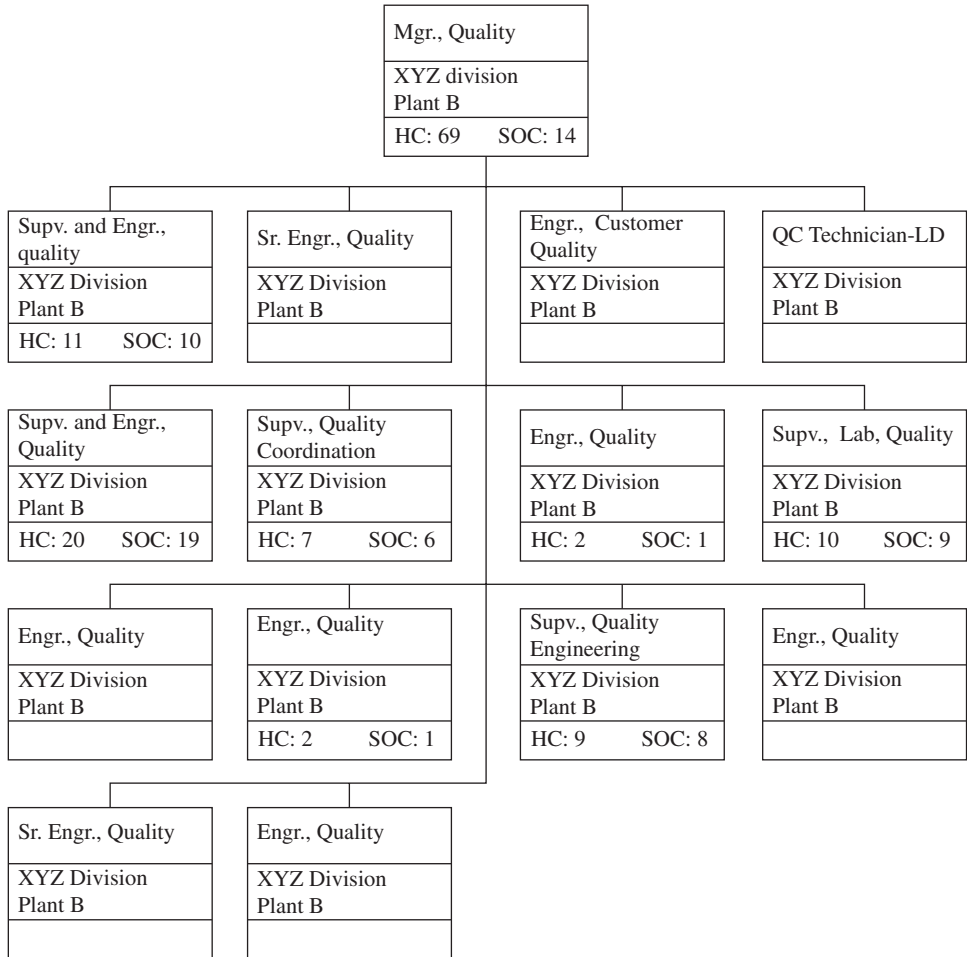 Mgr., Quality
XYZ division
Plant B
HC: 69 SOC: 14
Supv. and Engr.,
quality
XYZ Division
Plant B
HC: 11 SOC: 10
Sr. Engr., Quality
XYZ Division
Plant B
Engr., Customer
Quality
XYZ Division
Plant B
QC Technician-LD
XYZ Division
Plant B
Supv. and Engr.,
Quality
XYZ Division
Plant B
HC: 20 SOC: 19
Supv., Quality
Coordination
XYZ Division
Plant B
HC: 7 SOC: 6
Engr., Quality
XYZ Division
Plant B
HC: 2 SOC: 1
Supv., Lab, Quality
XYZ Division
Plant B
HC: 10 SOC: 9
Engr., Quality
XYZ Division
Plant B
Engr., Quality
XYZ Division
Plant B
HC: 2 SOC: 1
Supv., Quality
Engineering
XYZ Division
Plant B
HC: 9 SOC: 8
Engr., Quality
XYZ Division
Plant B
Sr. Engr., Quality
XYZ Division
Plant B
Engr., Quality
XYZ Division
Plant B